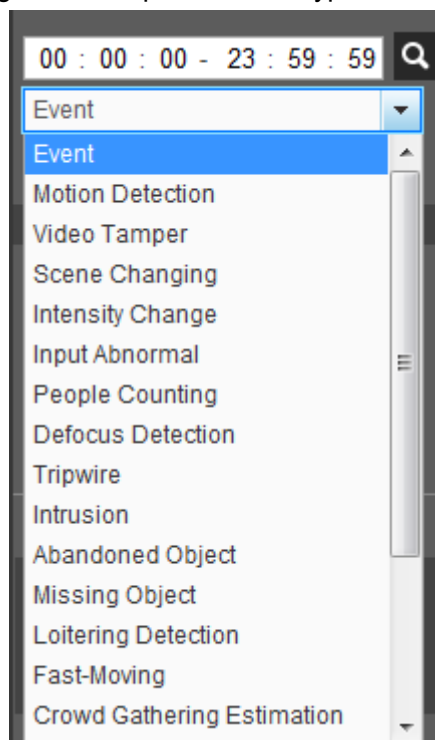 00 : 00 : 00 - 23 : 59 : 59
Event
Event
Motion Detection
Video Tamper
Scene Changing
Intensity Change
Input Abnormal
People Counting
Defocus Detection
Tripwire
Intrusion
Abandoned Object
Missing Object
Loitering Detection
Fast-Moving
Crowd Gathering Estimation